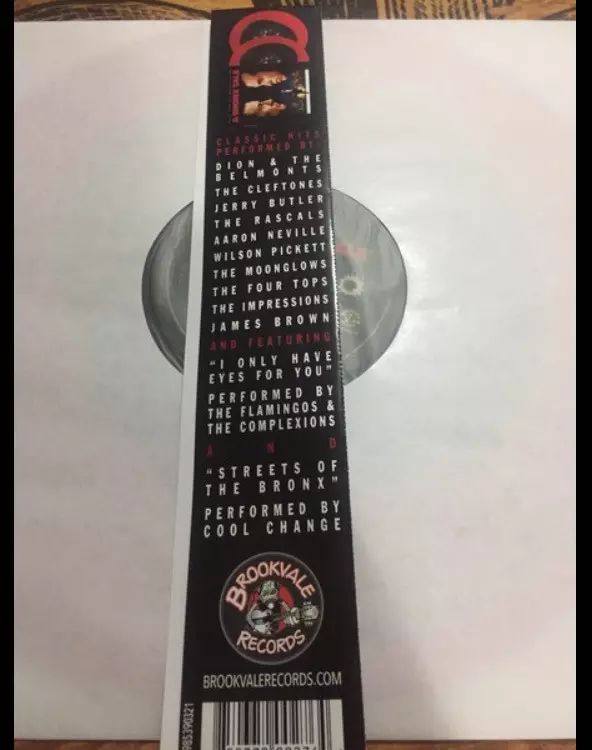 A BRONX TALE
CLASSIC HITS
PERFORMED BY:
DION & THE
BELMONTS
THE CLEFTONES
JERRY BUTLER
THE RASCALS
AARON NEVILLE
WILSON PICKETT
THE MOONGLOWS
THE FOUR TOPS
THE IMPRESSIONS
JAMES BROWN
AND FEATURING
"I ONLY HAVE
EYES FOR YOU"
PERFORMED BY
THE FLAMINGOS &
THE COMPLEXIONS
AND
"STREETS OF
THE BRONX"
PERFORMED BY
COOL CHANGE
BROOKVALE
RECORDS
BROOKVALERECORDS.COM
985390321